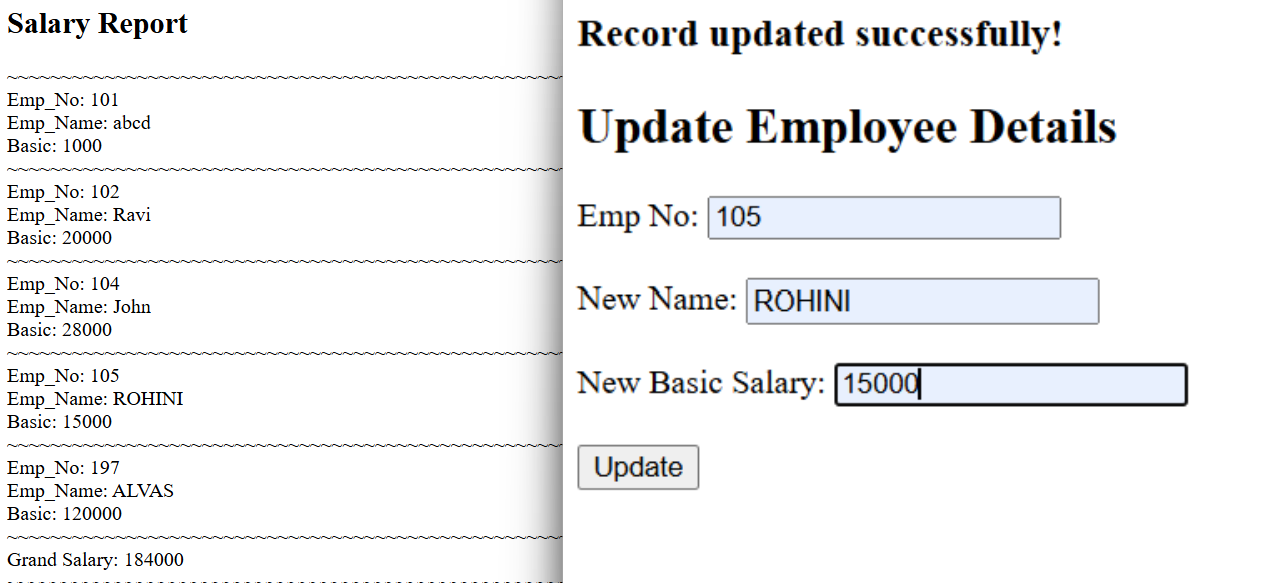 Salary Report
~~~~~~~~~~~~~~~~~~~~~~~~~~~~~~~~~~~~~~~~~~~~~~~~~~~~
Emp_No: 101
Emp_Name: abcd
Basic: 1000
~~~~~~~~~~~~~~~~~~~~~~~~~~~~~~~~~~~~~~~~~~~~~~~~~~~~
Emp_No: 102
Emp_Name: Ravi
Basic: 20000
~~~~~~~~~~~~~~~~~~~~~~~~~~~~~~~~~~~~~~~~~~~~~~~~~~~~
Emp_No: 104
Emp_Name: John
Basic: 28000
~~~~~~~~~~~~~~~~~~~~~~~~~~~~~~~~~~~~~~~~~~~~~~~~~~~~
Emp_No: 105
Emp_Name: ROHINI
Basic: 15000
~~~~~~~~~~~~~~~~~~~~~~~~~~~~~~~~~~~~~~~~~~~~~~~~~~~~
Emp_No: 197
Emp_Name: ALVAS
Basic: 120000
~~~~~~~~~~~~~~~~~~~~~~~~~~~~~~~~~~~~~~~~~~~~~~~~~~~~
Grand Salary: 184000
~~~~~~~~~~~~~~~~~~~~~~~~~~~~~~~~~~~~~~~~~~~~~~~~~~~~
Record updated successfully!
Update Employee Details
Emp No: 105
New Name: ROHINI
New Basic Salary: 15000
Update